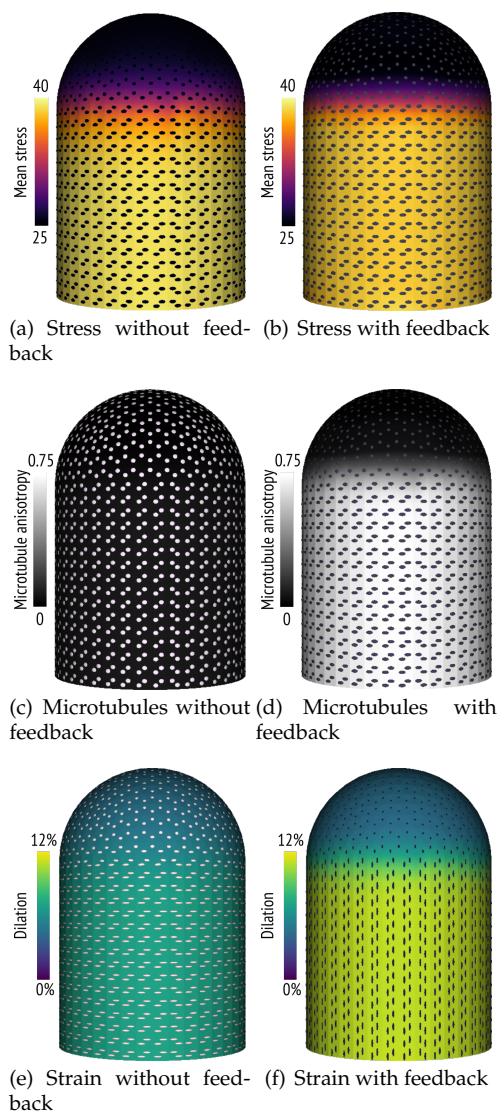 40
Mean stress
25
40
Mean stress
25
(a) Stress without feed-
back
(b) Stress with feedback
0.75
Microtubule anisotropy
0
0.75
Microtubule anisotropy
0
(c) Microtubules without
feedback
(d) Microtubules with
feedback
12%
Dilation
0%
12%
Dilation
0%
(e) Strain without feed-
back
(f) Strain with feedback